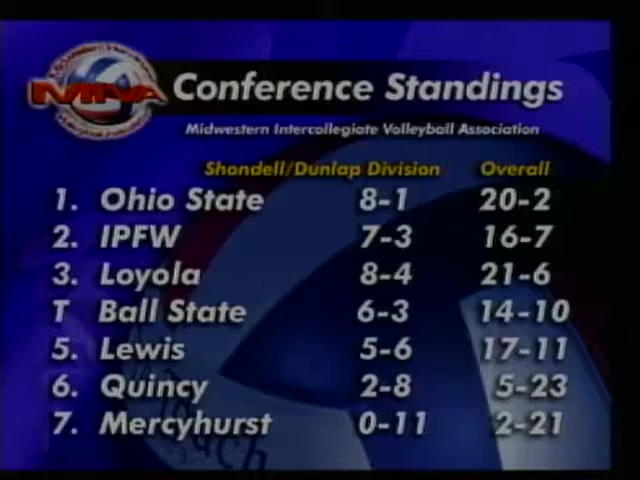 MIVA
Conference Standings
Midwestern Intercollegiate Volleyball Association
Shondell/Dunlap Division Overall
1. Ohio State 8-1 20-2
2. IPFW 7-3 16-7
3. Loyola 8-4 21-6
T Ball State 6-3 14-10
5. Lewis 5-6 17-11
6. Quincy 2-8 5-23
7. Mercyhurst 0-11 2-21